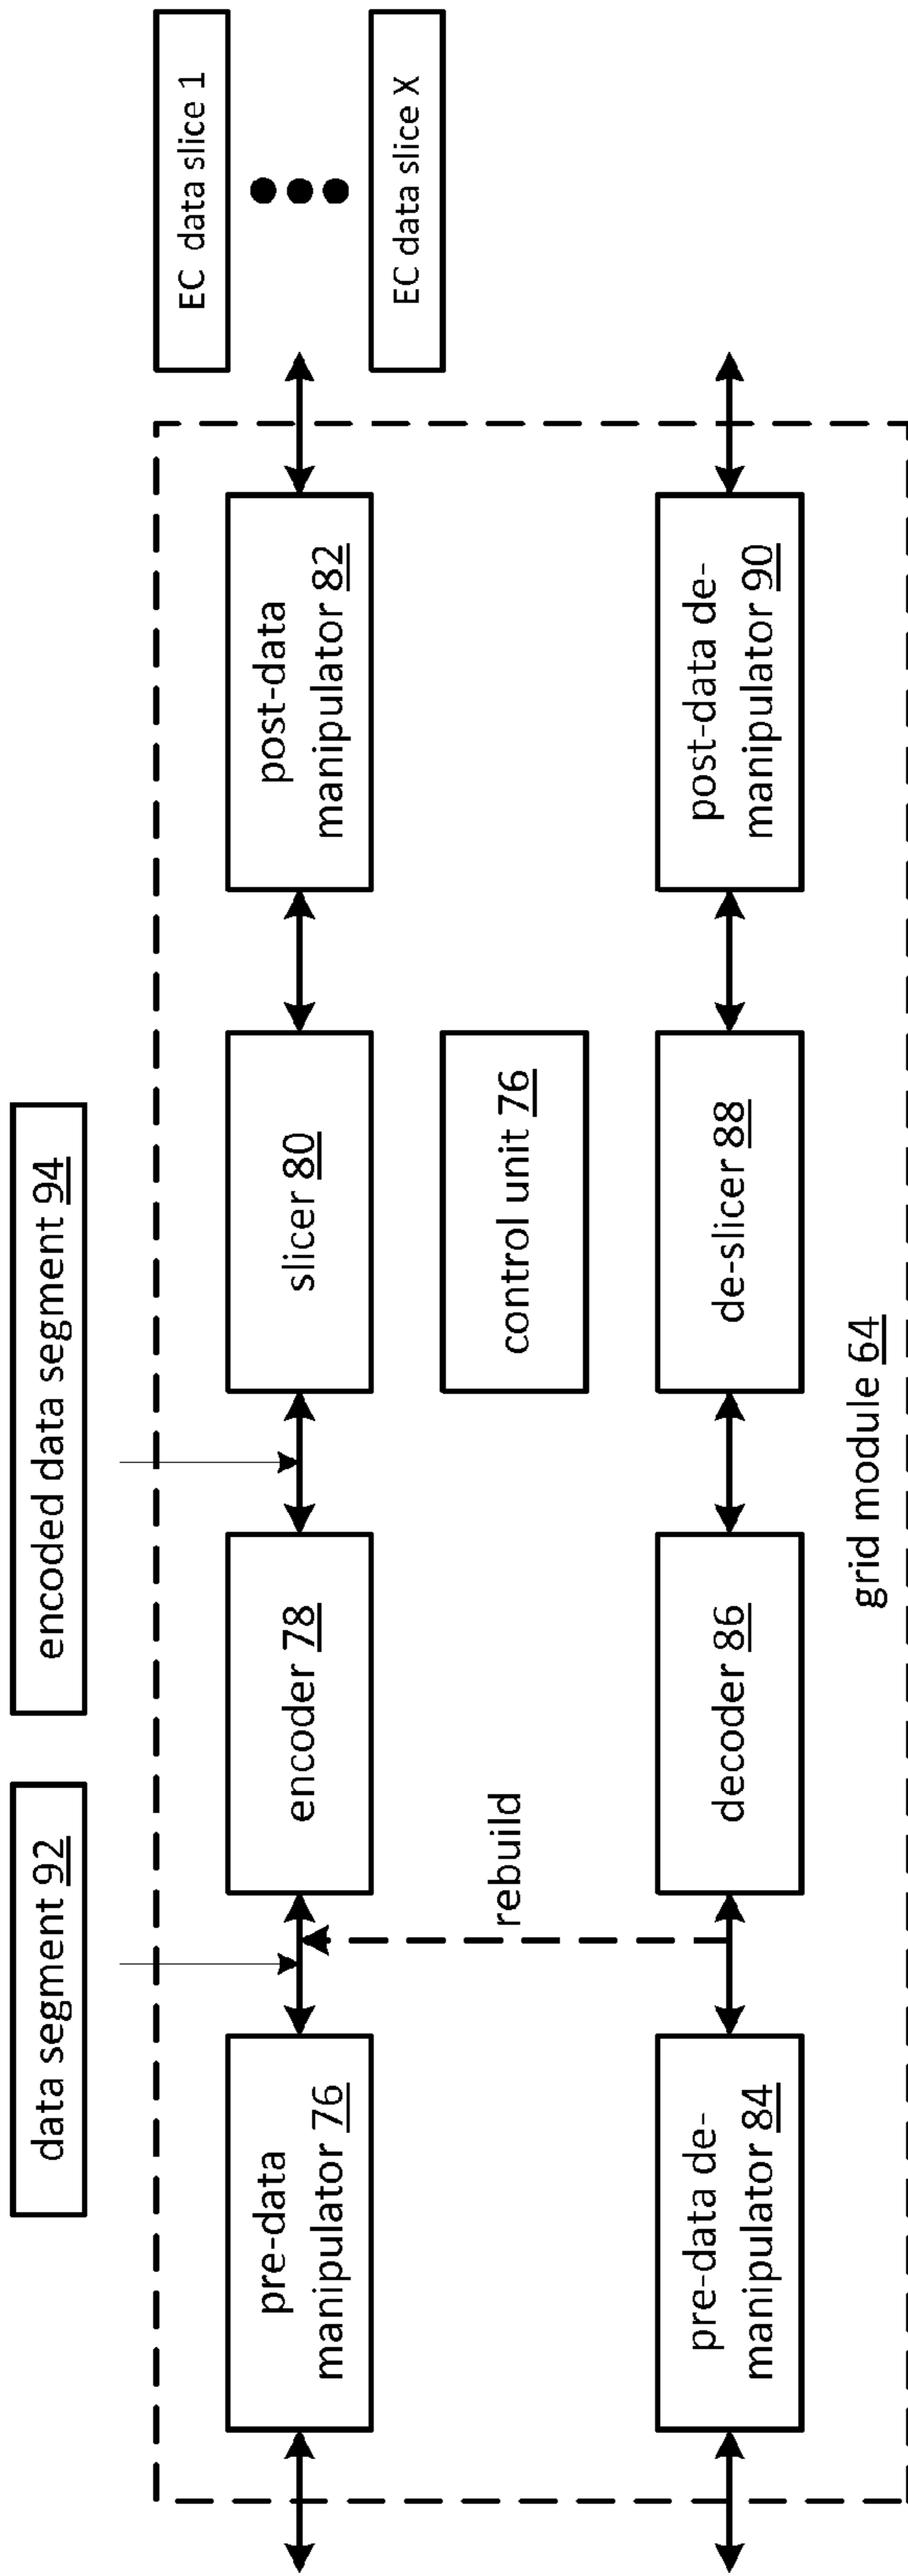 data segment 92
encoded data segment 94
EC data slice 1
EC data slice X
pre-data
manipulator 76
encoder 78
slicer 80
post-data
manipulator 82
rebuild
control unit 76
pre-data de-
manipulator 84
decoder 86
de-slicer 88
post-data de-
manipulator 90
grid module 64